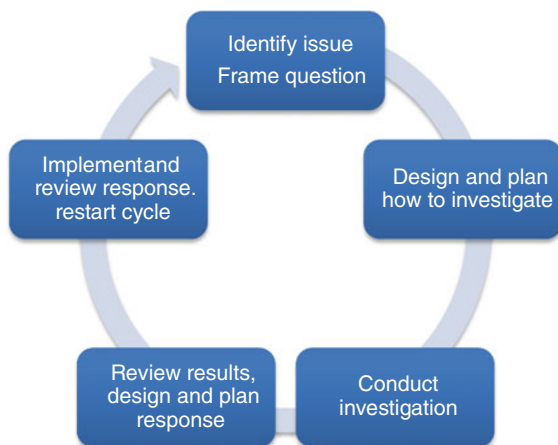 Identify issue
Frame question
Design and plan
how to investigate
Conduct
investigation
Review results,
design and plan
response
Implementand
review response.
restart cycle